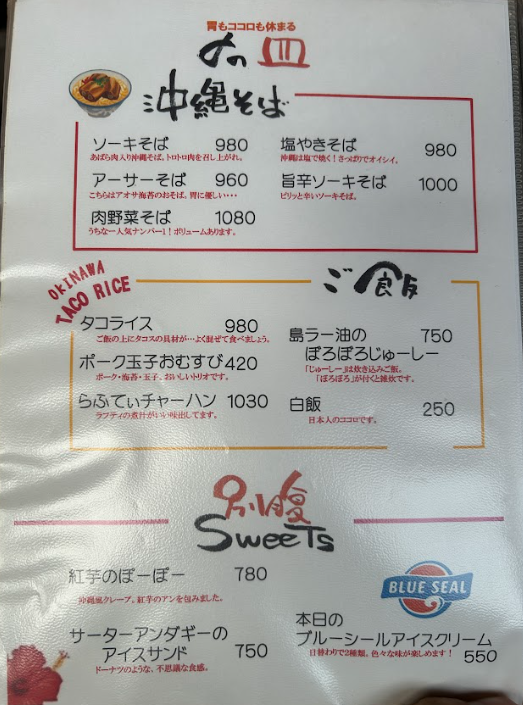 胃もココロも休まる
〆の皿
沖縄そば
ソーキそば 980
あばら肉入り沖縄そば。トロトロ肉を召し上がれ。
アーサーそば 960
こちらはアオサ海苔のおそば。胃に優しい・・・
肉野菜そば 1080
うちなー人気ナンバー1！ボリュームあります。
塩やきそば 980
沖縄は塩で焼く！さっぱりでオイシイ。
旨辛ソーキそば 1000
ピリッと辛いソーキそば。
OKINAWA
TACO RICE
ご飯
タコライス 980
ご飯の上にタコスの具材が・・・よく混ぜて食べましょう。
ポーク玉子おむすび 420
ポーク・海苔・玉子、おいしいトリオです。
らふてぃチャーハン 1030
ラフティの煮汁がいい味出してます。
島ラー油の
ぼろぼろじゅーしー 750
「じゅーしー」は炊き込みご飯。
「ぼろぼろ」が付くと雑炊です。
白飯 250
日本人のココロです。
別腹
SweeTs
紅芋のぽーぽー 780
沖縄風クレープ。紅芋のアンを包みました。
サーターアンダギーの
アイスサンド 750
ドーナツのような、不思議な食感。
BLUE SEAL
本日の
ブルーシールアイスクリーム
日替わりで2種類。色々な味が楽しめます！ 550